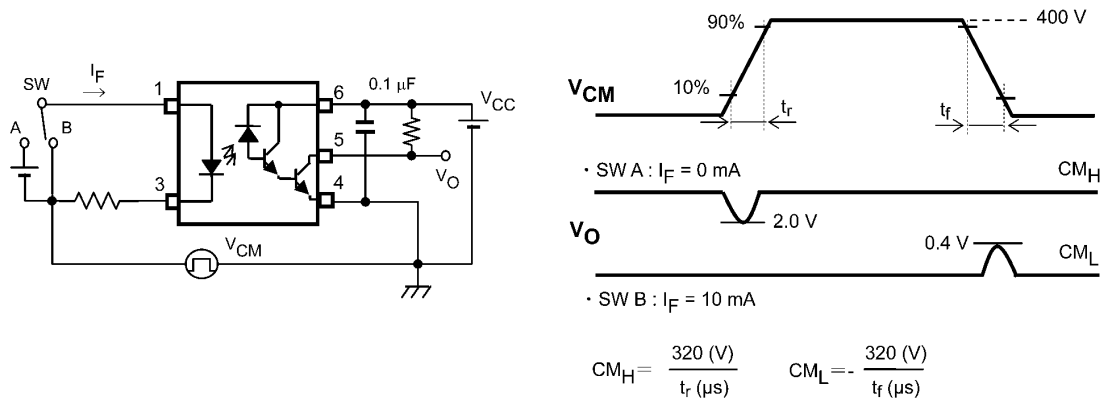 SW
I_F
A
B
1
3
6
5
4
0.1 μF
V_CC
V_O
V_CM
90%
10%
400 V
V_CM
t_r
t_f
・SW A : I_F = 0 mA
CM_H
2.0 V
V_O
0.4 V
CM_L
・SW B : I_F = 10 mA
CM_H = 320 (V) / t_r (μs)
CM_L = - 320 (V) / t_f (μs)